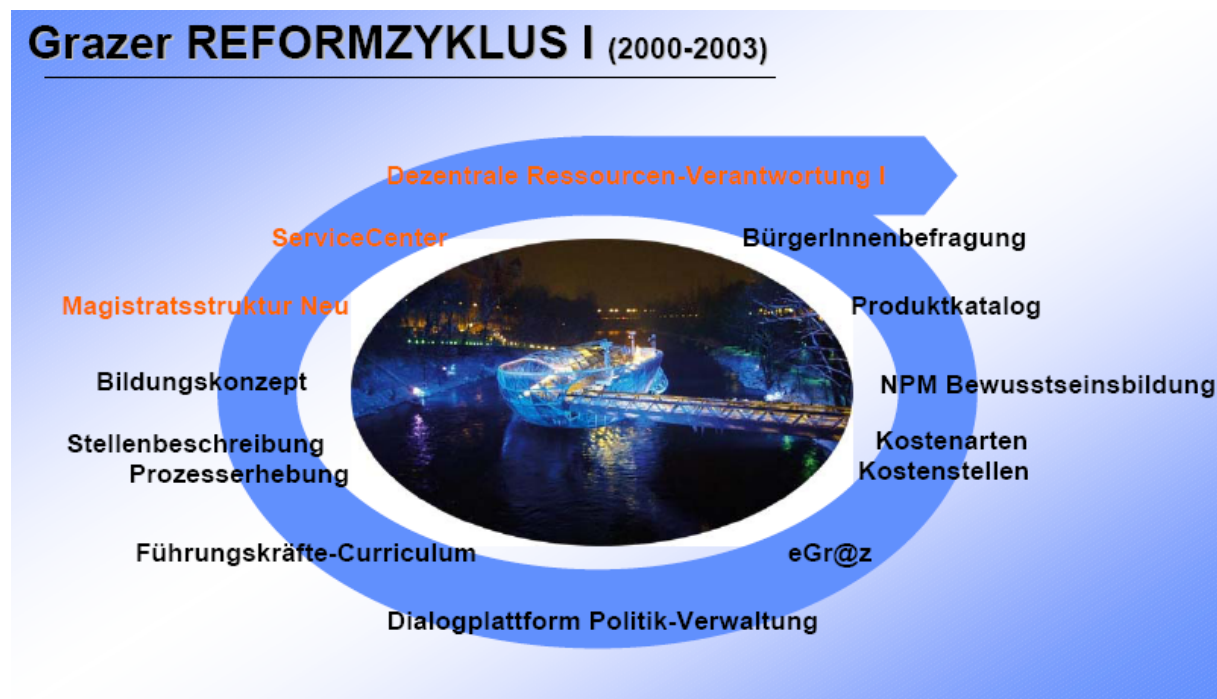 Grazer REFORMZYKLUS I (2000-2003)
Dezentrale Ressourcen-Verantwortung I
ServiceCenter
BürgerInnenbefragung
Magistratsstruktur Neu
Produktkatalog
Bildungskonzept
NPM Bewusstseinsbildung
Stellenbeschreibung
Prozesserhebung
Kostenarten
Kostenstellen
Führungskräfte-Curriculum
eGr@z
Dialogplattform Politik-Verwaltung